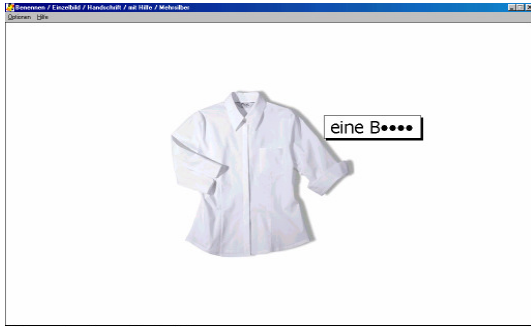 Benennen / Einzelbild / Handschrift / mit Hilfe / Mehrsilber
Optionen Hilfe
eine B●●●●